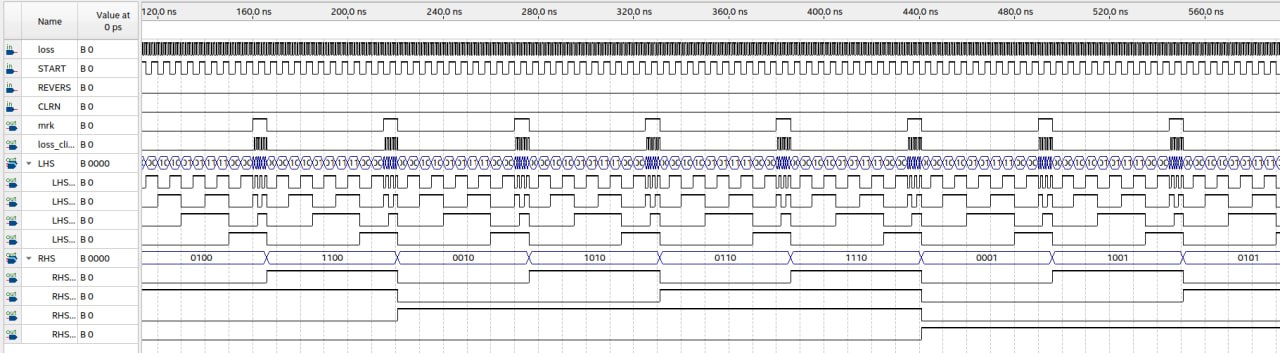 Name Value at 0 ps 120,0 ns 160,0 ns 200,0 ns 240,0 ns 280,0 ns 320,0 ns 360,0 ns 400,0 ns 440,0 ns 480,0 ns 520,0 ns 560,0 ns
in loss B 0
in START B 0
in REVERS B 0
in CLRN B 0
out mrk B 0
out loss_cli... B 0
out LHS B 0000
out LHS... B 0
out LHS... B 0
out LHS... B 0
out LHS... B 0
out RHS B 0000 0100 1100 0010 1010 0110 1110 0001 1001 0101
out RHS... B 0
out RHS... B 0
out RHS... B 0
out RHS... B 0